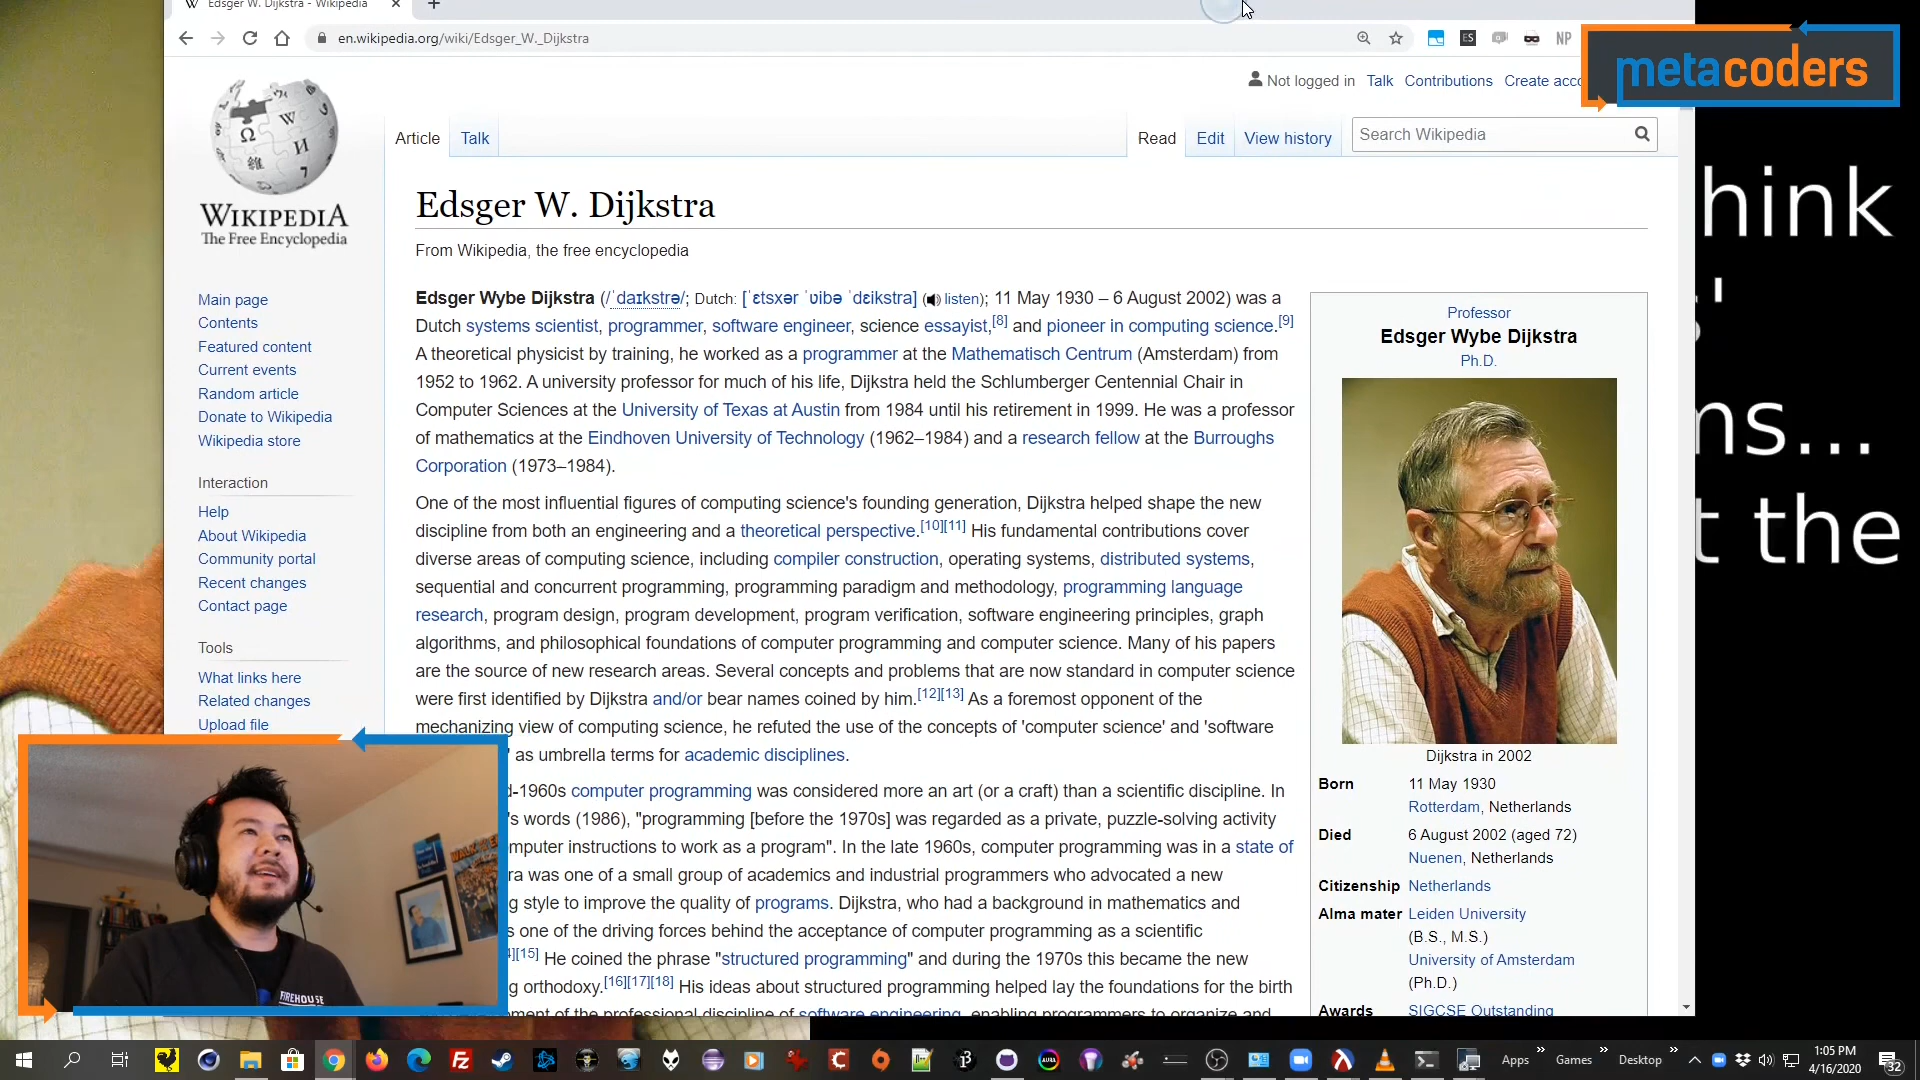 Edsger W. Dijkstra - Wikipedia
en.wikipedia.org/wiki/Edsger_W._Dijkstra
ES
NP
metacoders
Not logged in Talk Contributions Create acco
WIKIPEDIA
The Free Encyclopedia
Article Talk
Read Edit View history
Search Wikipedia
Edsger W. Dijkstra
From Wikipedia, the free encyclopedia
Main page
Contents
Featured content
Current events
Random article
Donate to Wikipedia
Wikipedia store
Interaction
Help
About Wikipedia
Community portal
Recent changes
Contact page
Tools
What links here
Related changes
Upload file
Edsger Wybe Dijkstra (/ˈdaɪkstrə/; Dutch: [ˈɛtsxər ˈʋibə ˈdɛikstra] (listen); 11 May 1930 – 6 August 2002) was a
Dutch systems scientist, programmer, software engineer, science essayist,[8] and pioneer in computing science.[9]
A theoretical physicist by training, he worked as a programmer at the Mathematisch Centrum (Amsterdam) from
1952 to 1962. A university professor for much of his life, Dijkstra held the Schlumberger Centennial Chair in
Computer Sciences at the University of Texas at Austin from 1984 until his retirement in 1999. He was a professor
of mathematics at the Eindhoven University of Technology (1962–1984) and a research fellow at the Burroughs
Corporation (1973–1984).
One of the most influential figures of computing science's founding generation, Dijkstra helped shape the new
discipline from both an engineering and a theoretical perspective.[10][11] His fundamental contributions cover
diverse areas of computing science, including compiler construction, operating systems, distributed systems,
sequential and concurrent programming, programming paradigm and methodology, programming language
research, program design, program development, program verification, software engineering principles, graph
algorithms, and philosophical foundations of computer programming and computer science. Many of his papers
are the source of new research areas. Several concepts and problems that are now standard in computer science
were first identified by Dijkstra and/or bear names coined by him.[12][13] As a foremost opponent of the
mechanizing view of computing science, he refuted the use of the concepts of 'computer science' and 'software
' as umbrella terms for academic disciplines.
d-1960s computer programming was considered more an art (or a craft) than a scientific discipline. In
's words (1986), "programming [before the 1970s] was regarded as a private, puzzle-solving activity
mputer instructions to work as a program". In the late 1960s, computer programming was in a state of
ra was one of a small group of academics and industrial programmers who advocated a new
g style to improve the quality of programs. Dijkstra, who had a background in mathematics and
s one of the driving forces behind the acceptance of computer programming as a scientific
4][15] He coined the phrase "structured programming" and during the 1970s this became the new
g orthodoxy.[16][17][18] His ideas about structured programming helped lay the foundations for the birth
ment of the professional discipline of software engineering, enabling programmers to organize and
Professor
Edsger Wybe Dijkstra
Ph.D.
Dijkstra in 2002
Born 11 May 1930
Rotterdam, Netherlands
Died 6 August 2002 (aged 72)
Nuenen, Netherlands
Citizenship Netherlands
Alma mater Leiden University
(B.S., M.S.)
University of Amsterdam
(Ph.D.)
Awards SIGCSE Outstanding
hink
s'
ns...
t the
FIREHOUSE
Apps Games Desktop
1:05 PM
4/16/2020
32